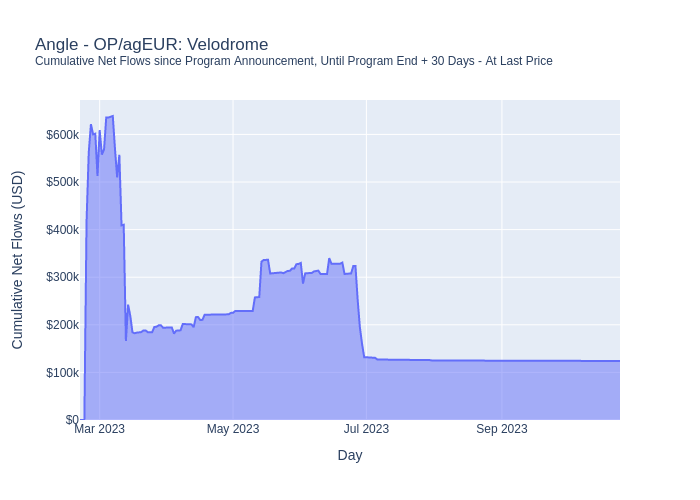 Angle - OP/agEUR: Velodrome
Cumulative Net Flows since Program Announcement, Until Program End + 30 Days - At Last Price
Cumulative Net Flows (USD)
$600k
$500k
$400k
$300k
$200k
$100k
$0
Mar 2023
May 2023
Jul 2023
Sep 2023
Day